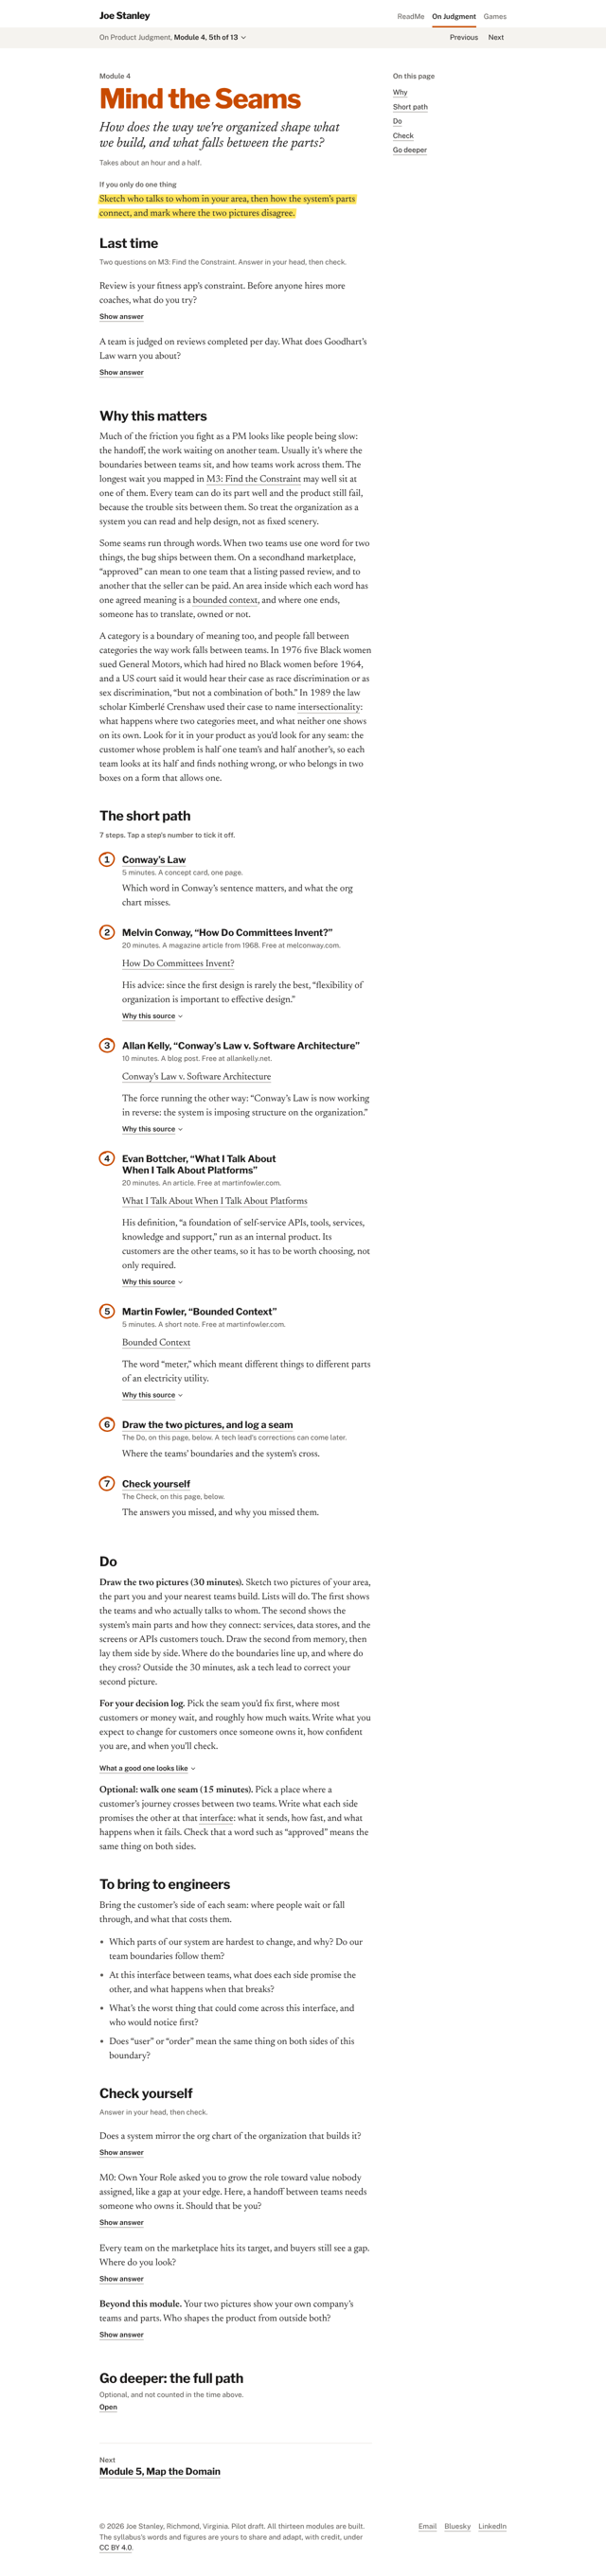 Joe Stanley
ReadMe On Judgment Games
On Product Judgment, Module 4, 5th of 13
Previous Next
Module 4
Mind the Seams
How does the way we're organized shape what
we build, and what falls between the parts?
Takes about an hour and a half.
If you only do one thing
Sketch who talks to whom in your area, then how the system's parts
connect, and mark where the two pictures disagree.
On this page
Why
Short path
Do
Check
Go deeper
Last time
Two questions on M3: Find the Constraint. Answer in your head, then check.
Review is your fitness app's constraint. Before anyone hires more
coaches, what do you try?
Show answer
A team is judged on reviews completed per day. What does Goodhart's
Law warn you about?
Show answer
Why this matters
Much of the friction you fight as a PM looks like people being slow:
the handoff, the work waiting on another team. Usually it's where the
boundaries between teams sit, and how teams work across them. The
longest wait you mapped in M3: Find the Constraint may well sit at
one of them. Every team can do its part well and the product still fail,
because the trouble sits between them. So treat the organization as a
system you can read and help design, not as fixed scenery.
Some seams run through words. When two teams use one word for two
things, the bug ships between them. On a secondhand marketplace,
“approved” can mean to one team that a listing passed review, and to
another that the seller can be paid. An area inside which each word has
one agreed meaning is a bounded context, and where one ends,
someone has to translate, owned or not.
A category is a boundary of meaning too, and people fall between
categories the way work falls between teams. In 1976 five Black women
sued General Motors, which had hired no Black women before 1964,
and a US court said it would hear their case as race discrimination or as
sex discrimination, “but not a combination of both.” In 1989 the law
scholar Kimberlé Crenshaw used their case to name intersectionality:
what happens where two categories meet, and what neither one shows
on its own. Look for it in your product as you'd look for any seam: the
customer whose problem is half one team's and half another's, so each
team looks at its half and finds nothing wrong, or who belongs in two
boxes on a form that allows one.
The short path
7 steps. Tap a step's number to tick it off.
1 Conway's Law
5 minutes. A concept card, one page.
Which word in Conway's sentence matters, and what the org
chart misses.
2 Melvin Conway, “How Do Committees Invent?”
20 minutes. A magazine article from 1968. Free at melconway.com.
How Do Committees Invent?
His advice: since the first design is rarely the best, “flexibility of
organization is important to effective design.”
Why this source
3 Allan Kelly, “Conway's Law v. Software Architecture”
10 minutes. A blog post. Free at allankelly.net.
Conway's Law v. Software Architecture
The force running the other way: “Conway's Law is now working
in reverse: the system is imposing structure on the organization.”
Why this source
4 Evan Bottcher, “What I Talk About
When I Talk About Platforms”
20 minutes. An article. Free at martinfowler.com.
What I Talk About When I Talk About Platforms
His definition, “a foundation of self-service APIs, tools, services,
knowledge and support,” run as an internal product. Its
customers are the other teams, so it has to be worth choosing, not
only required.
Why this source
5 Martin Fowler, “Bounded Context”
5 minutes. A short note. Free at martinfowler.com.
Bounded Context
The word “meter,” which meant different things to different parts
of an electricity utility.
Why this source
6 Draw the two pictures, and log a seam
The Do, on this page, below. A tech lead's corrections can come later.
Where the teams' boundaries and the system's cross.
7 Check yourself
The Check, on this page, below.
The answers you missed, and why you missed them.
Do
Draw the two pictures (30 minutes). Sketch two pictures of your area,
the part you and your nearest teams build. Lists will do. The first shows
the teams and who actually talks to whom. The second shows the
system's main parts and how they connect: services, data stores, and the
screens or APIs customers touch. Draw the second from memory, then
lay them side by side. Where do the boundaries line up, and where do
they cross? Outside the 30 minutes, ask a tech lead to correct your
second picture.
For your decision log. Pick the seam you'd fix first, where most
customers or money wait, and roughly how much waits. Write what you
expect to change for customers once someone owns it, how confident
you are, and when you'll check.
What a good one looks like
Optional: walk one seam (15 minutes). Pick a place where a
customer's journey crosses between two teams. Write what each side
promises the other at that interface: what it sends, how fast, and what
happens when it fails. Check that a word such as “approved” means the
same thing on both sides.
To bring to engineers
Bring the customer's side of each seam: where people wait or fall
through, and what that costs them.
• Which parts of our system are hardest to change, and why? Do our
team boundaries follow them?
• At this interface between teams, what does each side promise the
other, and what happens when that breaks?
• What's the worst thing that could come across this interface, and
who would notice first?
• Does “user” or “order” mean the same thing on both sides of this
boundary?
Check yourself
Answer in your head, then check.
Does a system mirror the org chart of the organization that builds it?
Show answer
M0: Own Your Role asked you to grow the role toward value nobody
assigned, like a gap at your edge. Here, a handoff between teams needs
someone who owns it. Should that be you?
Show answer
Every team on the marketplace hits its target, and buyers still see a gap.
Where do you look?
Show answer
Beyond this module. Your two pictures show your own company's
teams and parts. Who shapes the product from outside both?
Show answer
Go deeper: the full path
Optional, and not counted in the time above.
Open
Next
Module 5, Map the Domain
© 2026 Joe Stanley, Richmond, Virginia. Pilot draft. All thirteen modules are built.
The syllabus's words and figures are yours to share and adapt, with credit, under
CC BY 4.0.
Email Bluesky LinkedIn